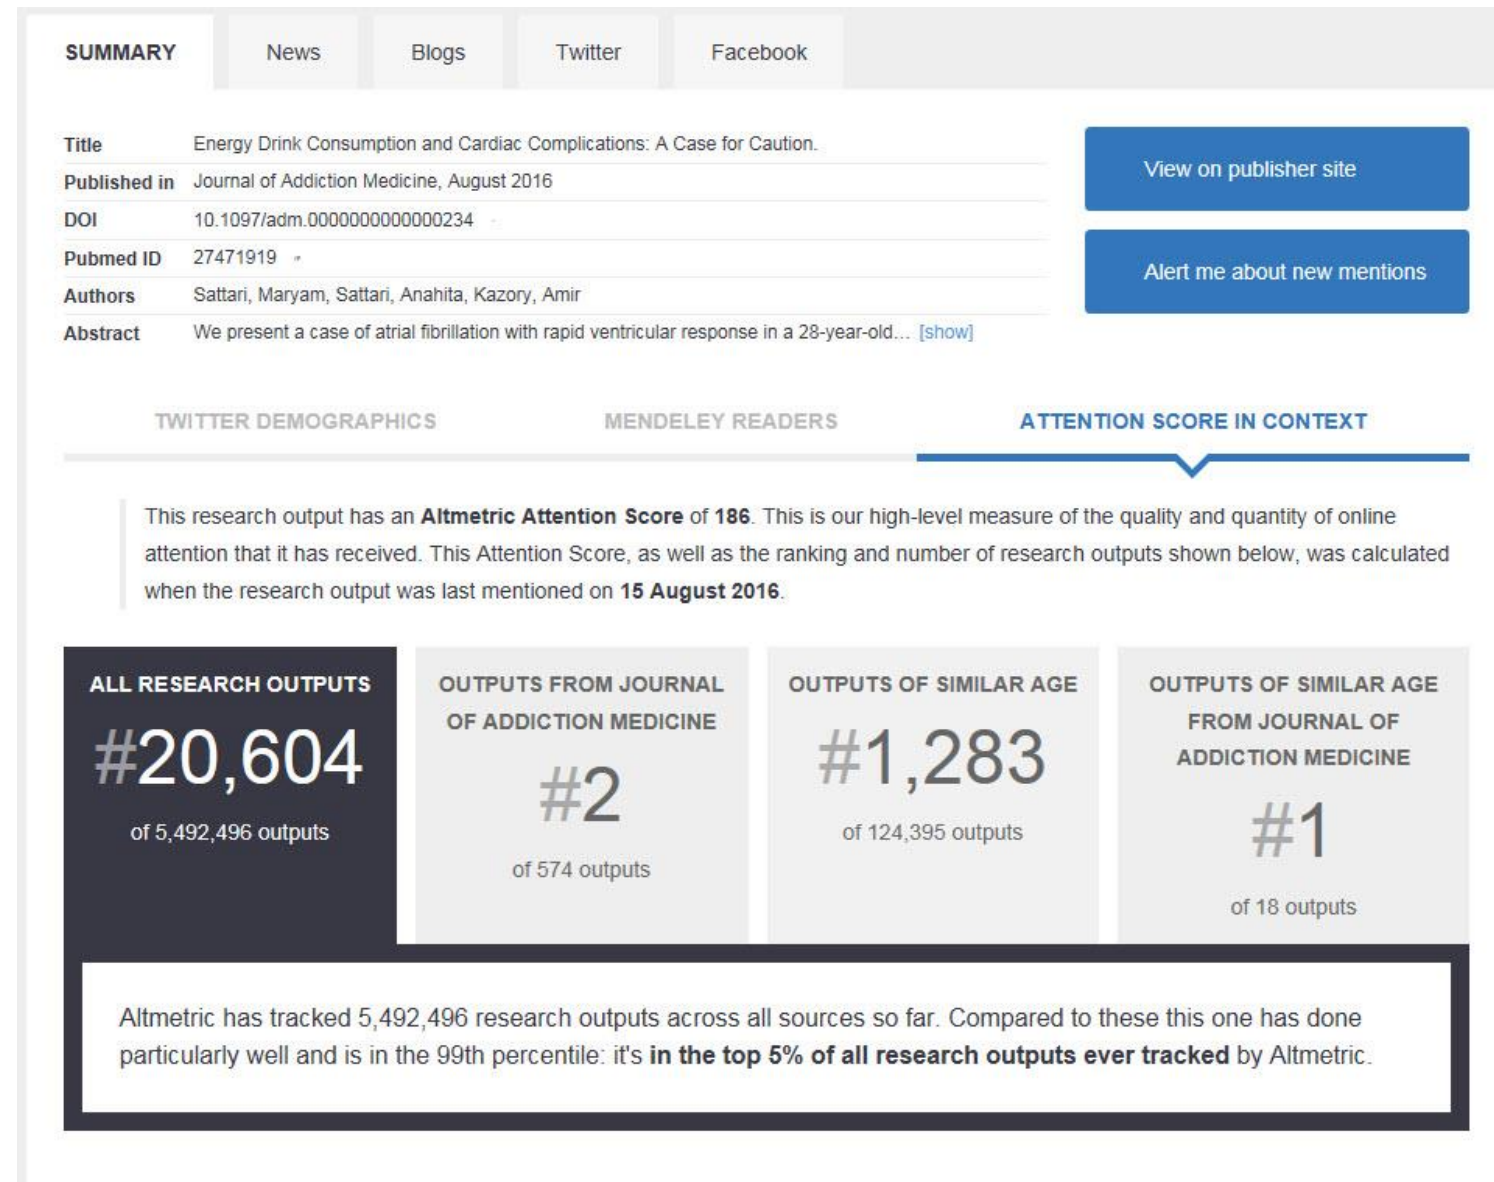 SUMMARY News Blogs Twitter Facebook
Title Energy Drink Consumption and Cardiac Complications: A Case for Caution.
Published in Journal of Addiction Medicine, August 2016
DOI 10.1097/adm.0000000000000234
Pubmed ID 27471919
Authors Sattari, Maryam, Sattari, Anahita, Kazory, Amir
Abstract We present a case of atrial fibrillation with rapid ventricular response in a 28-year-old... [show]
View on publisher site
Alert me about new mentions
TWITTER DEMOGRAPHICS MENDELEY READERS ATTENTION SCORE IN CONTEXT
This research output has an Altmetric Attention Score of 186. This is our high-level measure of the quality and quantity of online
attention that it has received. This Attention Score, as well as the ranking and number of research outputs shown below, was calculated
when the research output was last mentioned on 15 August 2016.
ALL RESEARCH OUTPUTS
#20,604
of 5,492,496 outputs
OUTPUTS FROM JOURNAL
OF ADDICTION MEDICINE
#2
of 574 outputs
OUTPUTS OF SIMILAR AGE
#1,283
of 124,395 outputs
OUTPUTS OF SIMILAR AGE
FROM JOURNAL OF
ADDICTION MEDICINE
#1
of 18 outputs
Altmetric has tracked 5,492,496 research outputs across all sources so far. Compared to these this one has done
particularly well and is in the 99th percentile: it's in the top 5% of all research outputs ever tracked by Altmetric.